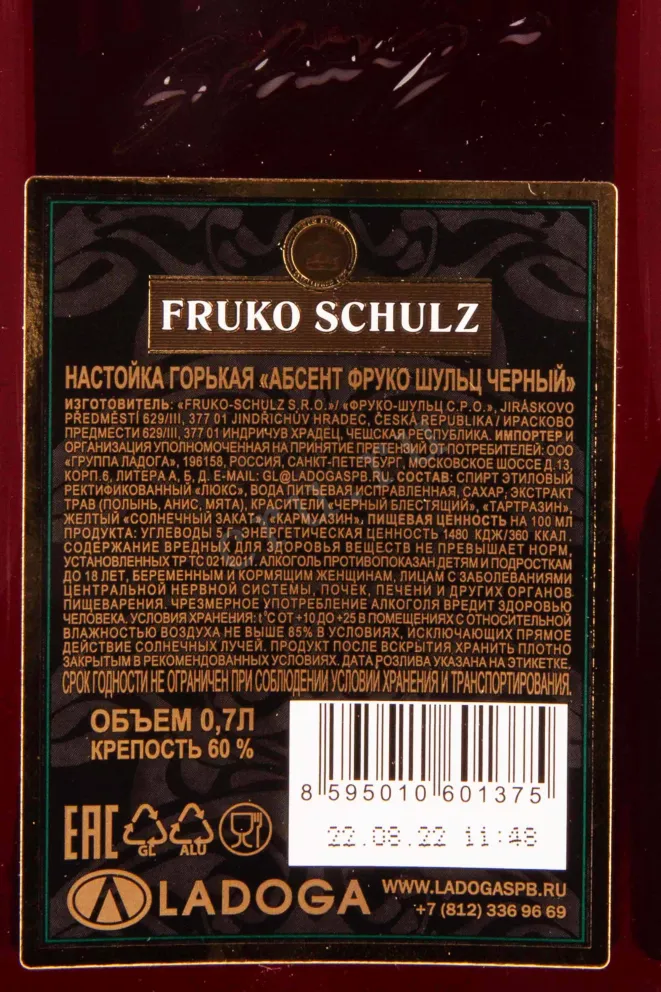 FRUKO SCHULZ
НАСТОЙКА ГОРЬКАЯ «АБСЕНТ ФРУКО ШУЛЬЦ ЧЕРНЫЙ»
ИЗГОТОВИТЕЛЬ: «FRUKO-SCHULZ S.R.O.»/ «ФРУКО-ШУЛЬЦ С.Р.О.», JIRÁSKOVO
PŘEDMĚSTÍ 629/III, 377 01 JINDŘICHŮV HRADEC, ČESKÁ REPUBLIKA / ИРАСКОВО
ПРЕДМЕСТИ 629/III, 377 01 ИНДРИЧУВ ХРАДЕЦ, ЧЕШСКАЯ РЕСПУБЛИКА. ИМПОРТЕР И
ОРГАНИЗАЦИЯ УПОЛНОМОЧЕННАЯ НА ПРИНЯТИЕ ПРЕТЕНЗИЙ ОТ ПОТРЕБИТЕЛЕЙ: ООО
«ГРУППА ЛАДОГА», 196158, РОССИЯ, САНКТ-ПЕТЕРБУРГ, МОСКОВСКОЕ ШОССЕ Д.13,
КОРП.6, ЛИТЕРА А, Б, Д. E-MAIL: GL@LADOGASPB.RU. СОСТАВ: СПИРТ ЭТИЛОВЫЙ
РЕКТИФИКОВАННЫЙ «ЛЮКС», ВОДА ПИТЬЕВАЯ ИСПРАВЛЕННАЯ, САХАР, ЭКСТРАКТ
ТРАВ (ПОЛЫНЬ, АНИС, МЯТА), КРАСИТЕЛИ «ЧЕРНЫЙ БЛЕСТЯЩИЙ», «ТАРТРАЗИН»,
ЖЕЛТЫЙ «СОЛНЕЧНЫЙ ЗАКАТ», «КАРМУАЗИН». ПИЩЕВАЯ ЦЕННОСТЬ НА 100 МЛ
ПРОДУКТА: УГЛЕВОДЫ 5 Г. ЭНЕРГЕТИЧЕСКАЯ ЦЕННОСТЬ 1480 КДЖ/360 ККАЛ.
СОДЕРЖАНИЕ ВРЕДНЫХ ДЛЯ ЗДОРОВЬЯ ВЕЩЕСТВ НЕ ПРЕВЫШАЕТ НОРМ,
УСТАНОВЛЕННЫХ ТР ТС 021/2011. АЛКОГОЛЬ ПРОТИВОПОКАЗАН ДЕТЯМ И ПОДРОСТКАМ
ДО 18 ЛЕТ, БЕРЕМЕННЫМ И КОРМЯЩИМ ЖЕНЩИНАМ, ЛИЦАМ С ЗАБОЛЕВАНИЯМИ
ЦЕНТРАЛЬНОЙ НЕРВНОЙ СИСТЕМЫ, ПОЧЕК, ПЕЧЕНИ И ДРУГИХ ОРГАНОВ
ПИЩЕВАРЕНИЯ. ЧРЕЗМЕРНОЕ УПОТРЕБЛЕНИЕ АЛКОГОЛЯ ВРЕДИТ ЗДОРОВЬЮ
ЧЕЛОВЕКА. УСЛОВИЯ ХРАНЕНИЯ: t °С ОТ +10 ДО +25 В ПОМЕЩЕНИЯХ С ОТНОСИТЕЛЬНОЙ
ВЛАЖНОСТЬЮ ВОЗДУХА НЕ ВЫШЕ 85% В УСЛОВИЯХ, ИСКЛЮЧАЮЩИХ ПРЯМОЕ
ДЕЙСТВИЕ СОЛНЕЧНЫХ ЛУЧЕЙ. ПРОДУКТ ПОСЛЕ ВСКРЫТИЯ ХРАНИТЬ ПЛОТНО
ЗАКРЫТЫМ В РЕКОМЕНДОВАННЫХ УСЛОВИЯХ. ДАТА РОЗЛИВА УКАЗАНА НА ЭТИКЕТКЕ.
СРОК ГОДНОСТИ НЕ ОГРАНИЧЕН ПРИ СОБЛЮДЕНИИ УСЛОВИЙ ХРАНЕНИЯ И ТРАНСПОРТИРОВАНИЯ.
ОБЪЕМ 0,7Л
КРЕПОСТЬ 60 %
8 595010 601375
22.08.22 11:48
EAC GL ALU
LADOGA
WWW.LADOGASPB.RU
+7 (812) 336 96 69